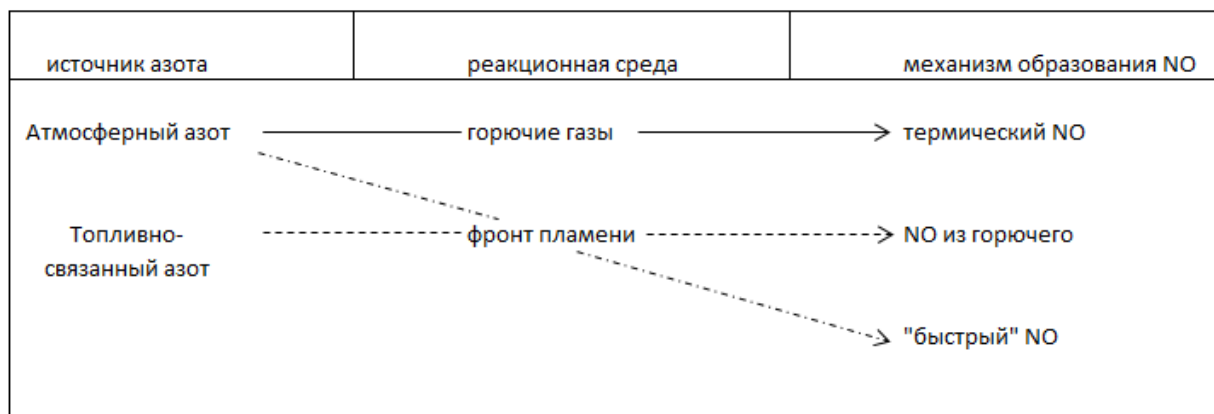 источник азота реакционная среда механизм образования NO
Атмосферный азот горючие газы термический NO
Топливно- фронт пламени NO из горючего
связанный азот
"быстрый" NO